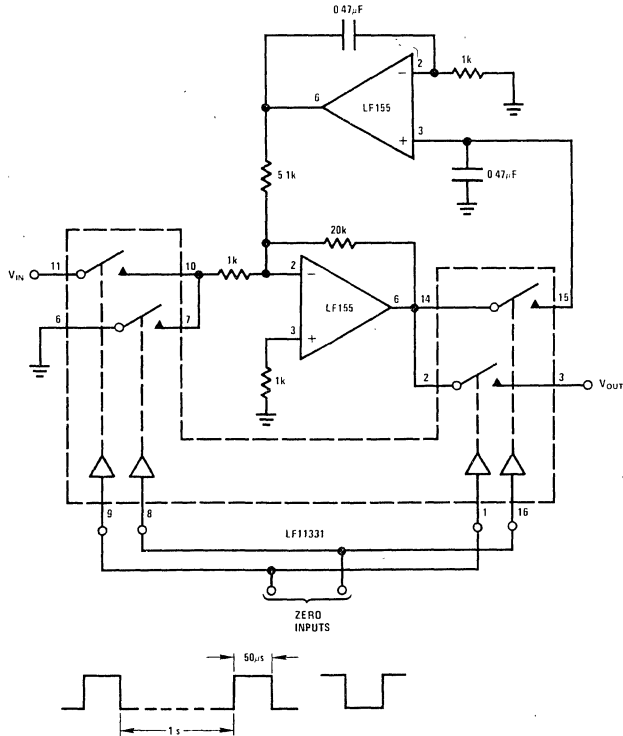 0 47µF
2
1k
6
LF155
3
0 47µF
5 1k
20k
11
10
1k
2
V_IN
6
14
15
LF155
6
7
3
2
3
V_OUT
1k
9
8
1
16
LF11331
ZERO
INPUTS
50µs
1 s